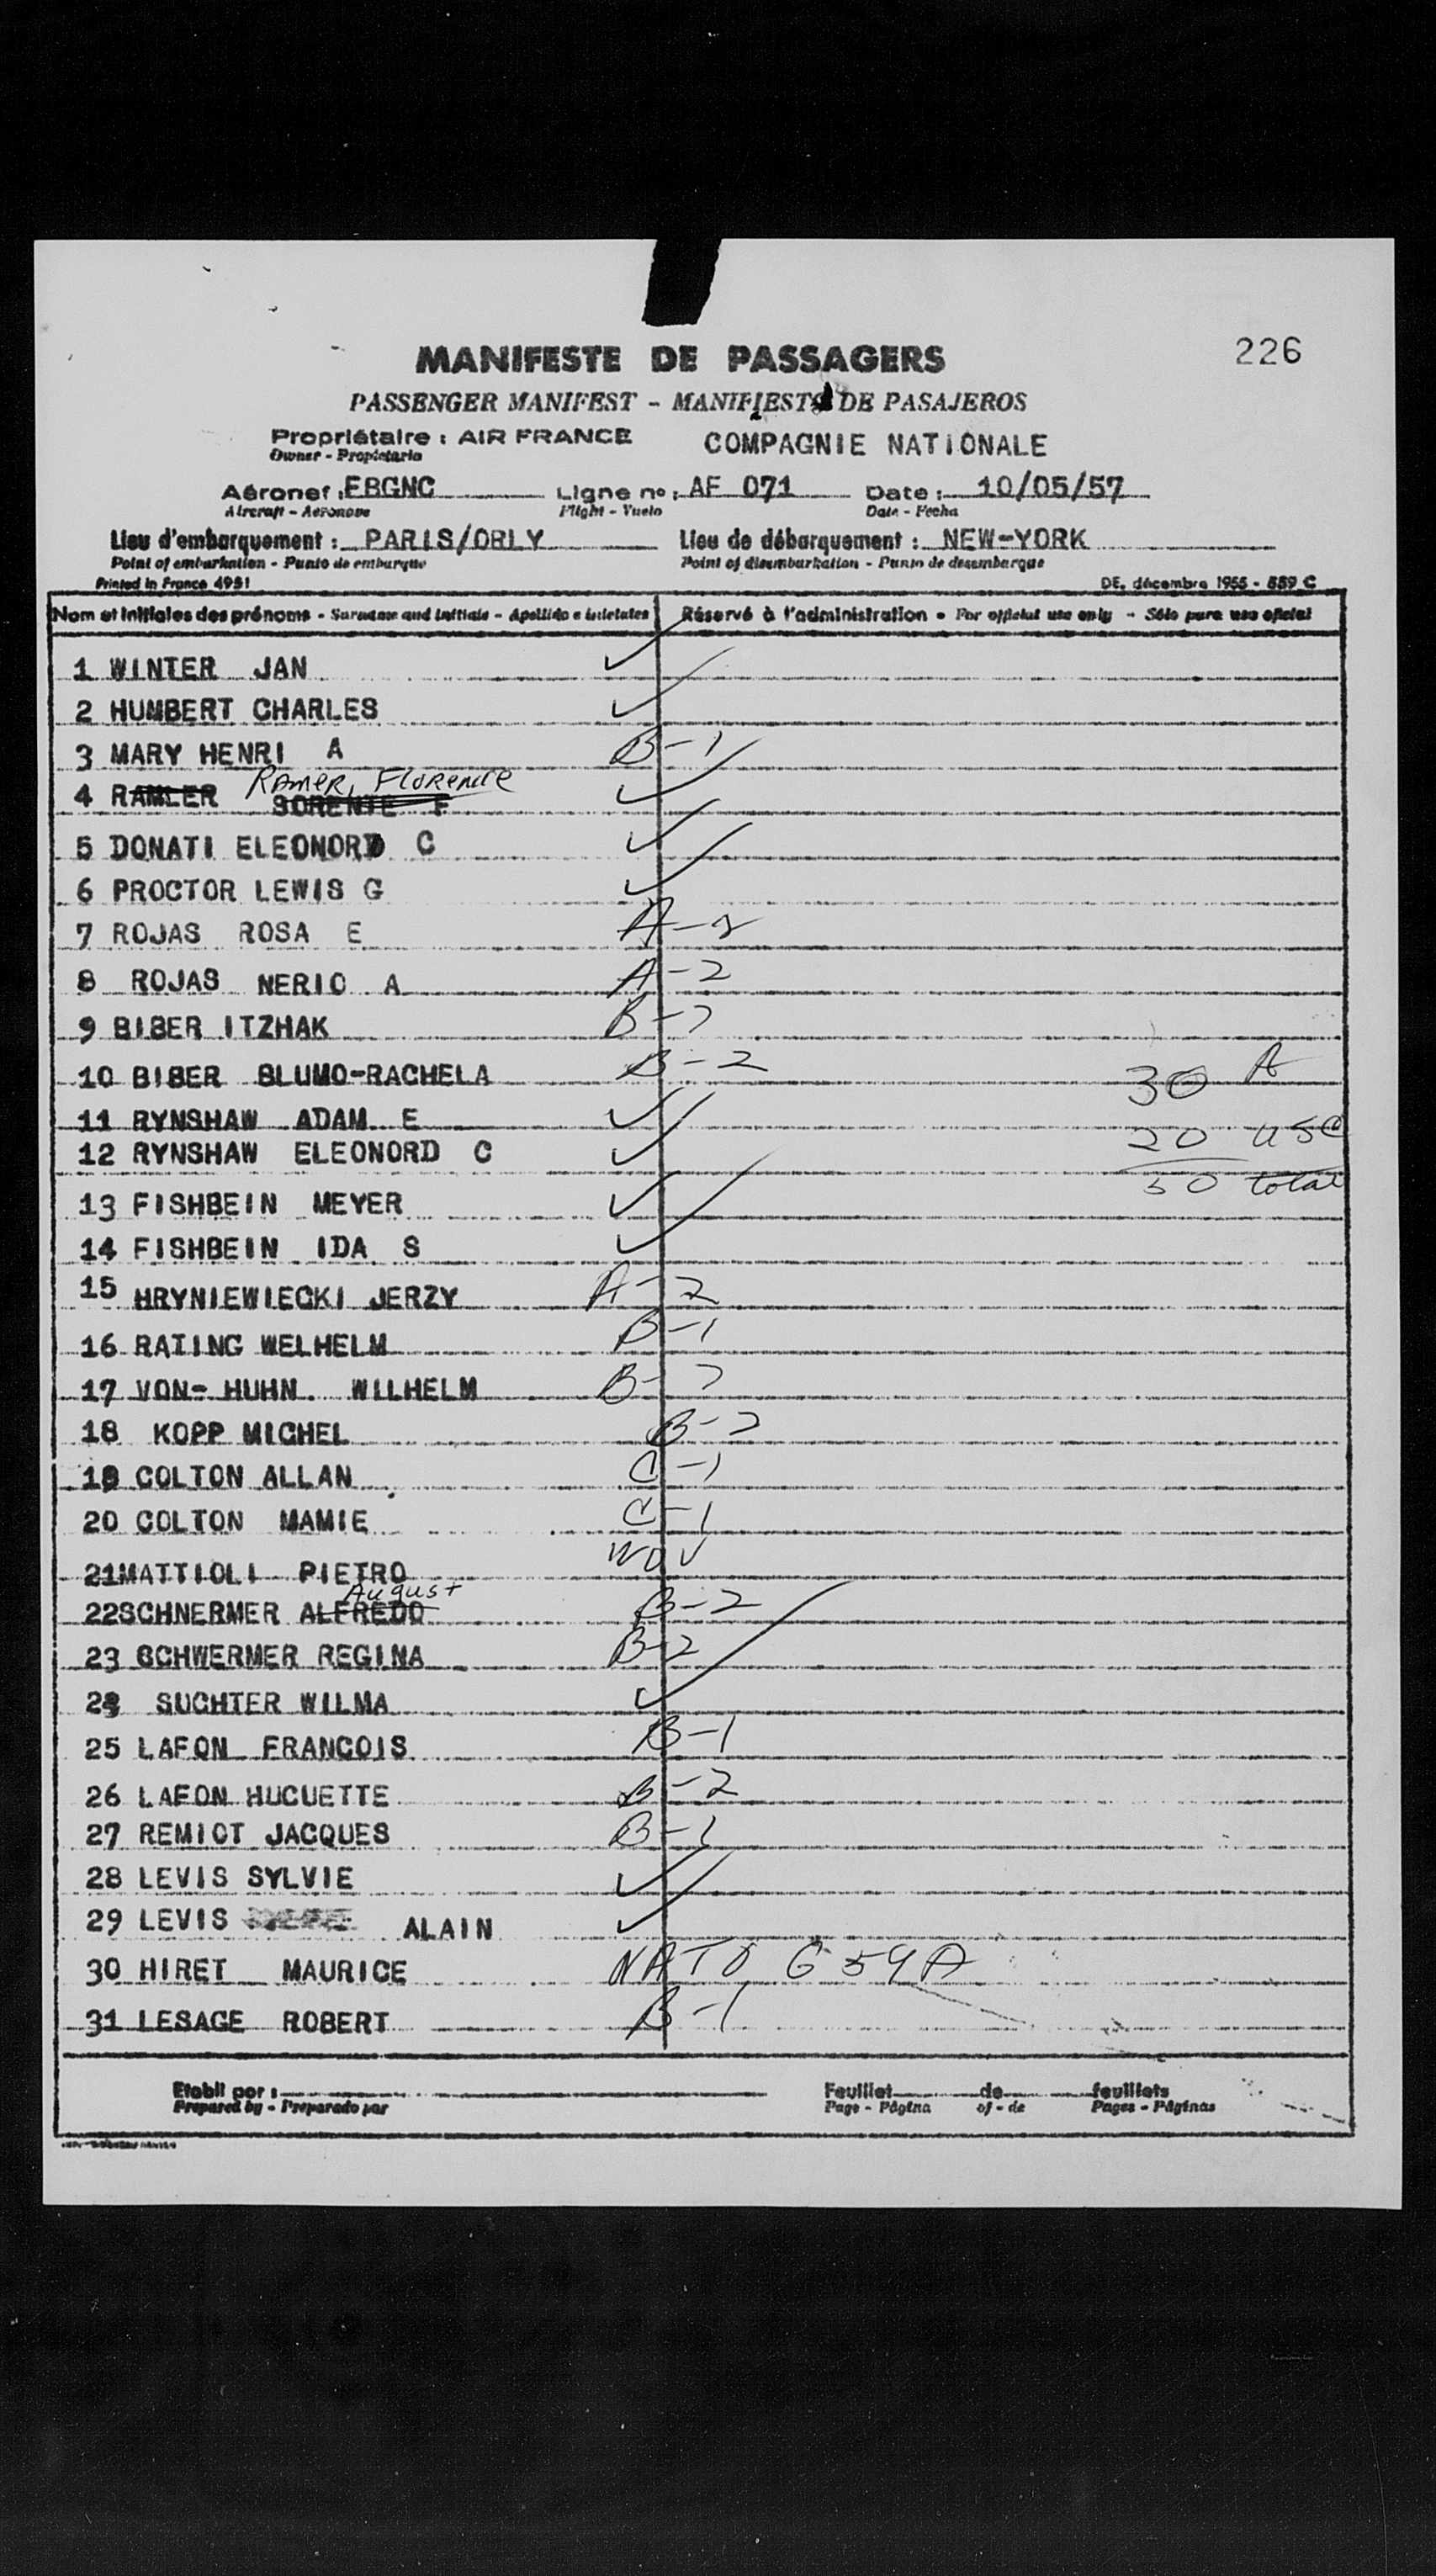 226
MANIFESTE DE PASSAGERS
PASSENGER MANIFEST - MANIFIESTO DE PASAJEROS
Propriétaire : AIR FRANCE COMPAGNIE NATIONALE
Owner - Propietario
Aéronef : FBGNC Ligne no : AF 071 Date : 10/05/57
Aircraft - Aeronave Flight - Vuelo Date - Fecha
Lieu d'embarquement : PARIS/ORLY Lieu de débarquement : NEW-YORK
Point of embarkation - Punto de embarque Point of disembarkation - Punto de desembarque
Printed in France 4951 DE. décembre 1955 - 559 C
Nom et initiales des prénoms - Surname and initials - Apellido e iniciales Réservé à l'administration - For official use only - Sólo para uso oficial
1 WINTER JAN ✓
2 HUMBERT CHARLES ✓
3 MARY HENRI A B-1
Ramer, Florence
4 RAMLER SORENTE F ✓
5 DONATI ELEONORD C ✓
6 PROCTOR LEWIS G ✓
7 ROJAS ROSA E A-2
8 ROJAS NERIO A A-2
9 BIBER ITZHAK B-2
10 BIBER BLUMO-RACHELA B-2 30 A
11 RYNSHAW ADAM E ✓ 20 USC
12 RYNSHAW ELEONORD C ✓ 50 total
13 FISHBEIN MEYER ✓
14 FISHBEIN IDA S ✓
15 HRYNIEWIECKI JERZY A-2
16 RATING WELHELM B-1
17 VON- HUHN WILHELM B-2
18 KOPP MICHEL B-2
19 COLTON ALLAN C-1
20 COLTON MAMIE C-1
21MATTIOLI PIETRO WOV
August
22SCHNERMER ALFREDO B-2
23 SCHWERMER REGINA B-2
24 SUCHTER WILMA ✓
25 LAFON FRANCOIS B-1
26 LAFON HUGUETTE B-2
27 REMIOT JACQUES B-1
28 LEVIS SYLVIE ✓
29 LEVIS ALAIN ✓
30 HIRET MAURICE NATO G 54 A
31 LESAGE ROBERT B-1
Etabli par : Feuillet de feuillets
Prepared by - Preparado por Page - Página of - de Pages - Páginas